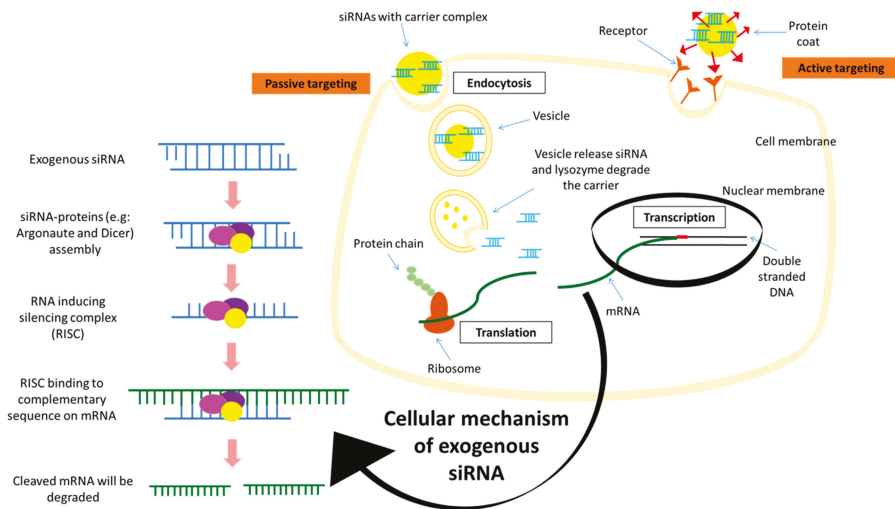 siRNAs with carrier complex
Passive targeting
Endocytosis
Receptor
Protein
coat
Active targeting
Vesicle
Cell membrane
Exogenous siRNA
Vesicle release siRNA
and lysozyme degrade
the carrier
Nuclear membrane
Transcription
siRNA-proteins (e.g:
Argonaute and Dicer)
assembly
Protein chain
Double
stranded
DNA
mRNA
RNA inducing
silencing complex
(RISC)
Translation
Ribosome
RISC binding to
complementary
sequence on mRNA
Cellular mechanism
of exogenous
siRNA
Cleaved mRNA will be
degraded